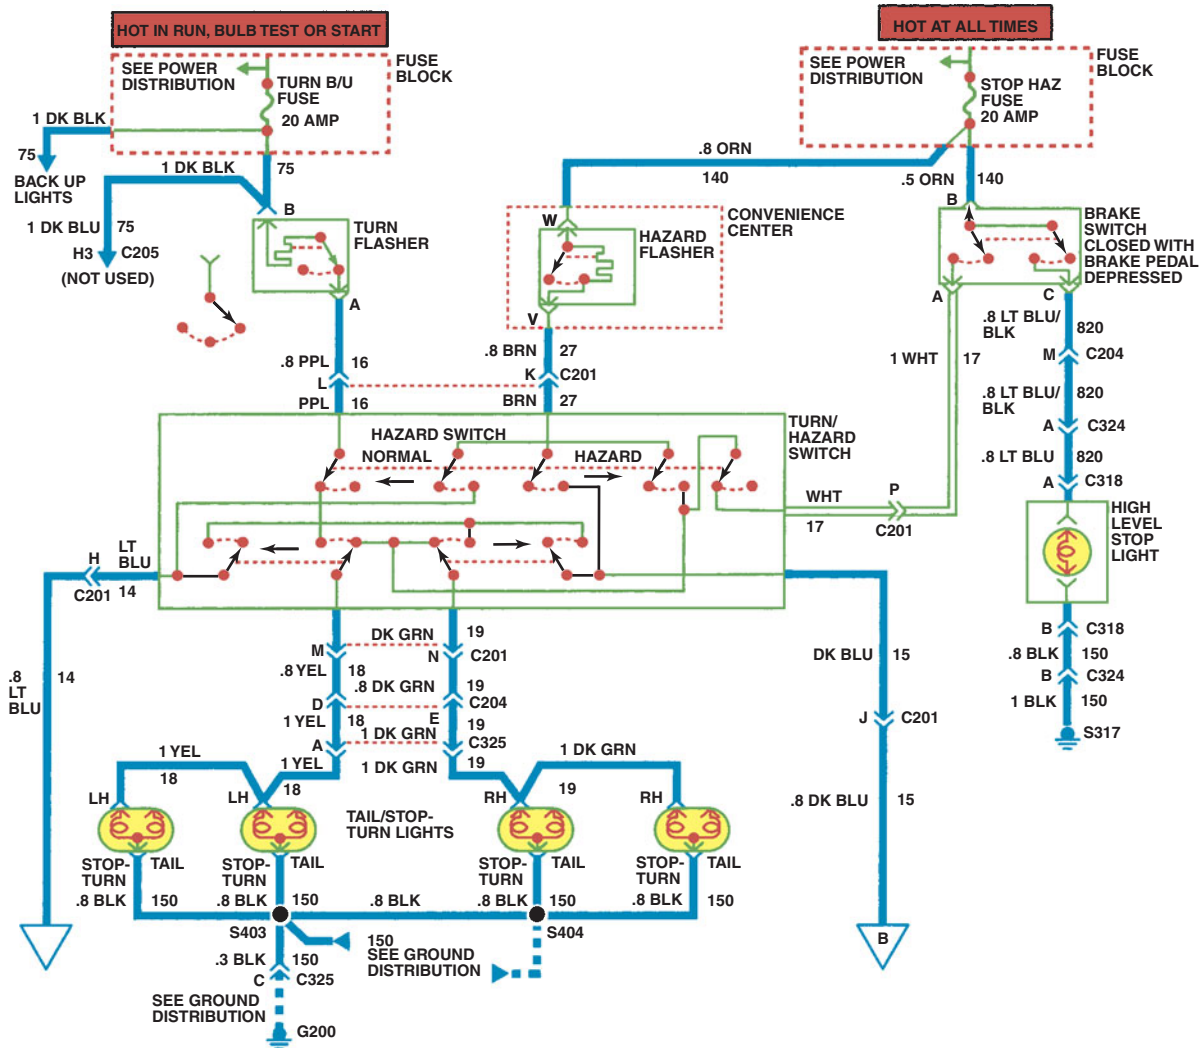 HOT IN RUN, BULB TEST OR START
HOT AT ALL TIMES
SEE POWER
DISTRIBUTION
TURN B/U
FUSE
20 AMP
FUSE
BLOCK
SEE POWER
DISTRIBUTION
STOP HAZ
FUSE
20 AMP
FUSE
BLOCK
1 DK BLK
75
BACK UP
LIGHTS
1 DK BLK
75
1 DK BLU
75
H3
C205
(NOT USED)
B
TURN
FLASHER
A
.8 ORN
140
.5 ORN
140
W
CONVENIENCE
CENTER
HAZARD
FLASHER
V
B
BRAKE
SWITCH
CLOSED WITH
BRAKE PEDAL
DEPRESSED
A
C
.8 PPL
16
L
PPL
16
.8 BRN
27
K
C201
BRN
27
1 WHT
17
.8 LT BLU/
BLK
820
M
C204
.8 LT BLU/
BLK
820
A
C324
.8 LT BLU
820
A
C318
HAZARD SWITCH
NORMAL
HAZARD
TURN/
HAZARD
SWITCH
WHT
17
P
C201
HIGH
LEVEL
STOP
LIGHT
H
LT
BLU
C201
14
.8
LT
BLU
14
M
DK GRN
19
N
C201
.8 YEL
18
.8 DK GRN
19
D
C204
1 YEL
18
E
19
A
1 DK GRN
C325
1 YEL
18
1 DK GRN
19
DK BLU
15
J
C201
.8 DK BLU
15
B
C318
.8 BLK
150
B
C324
1 BLK
150
S317
1 YEL
18
1 DK GRN
19
LH
LH
TAIL/STOP-
TURN LIGHTS
RH
RH
STOP-
TURN
TAIL
STOP-
TURN
TAIL
STOP-
TURN
TAIL
STOP-
TURN
TAIL
.8 BLK
150
.8 BLK
150
.8 BLK
.8 BLK
150
.8 BLK
150
S403
150
S404
SEE GROUND
DISTRIBUTION
.3 BLK
150
C
C325
SEE GROUND
DISTRIBUTION
G200
B